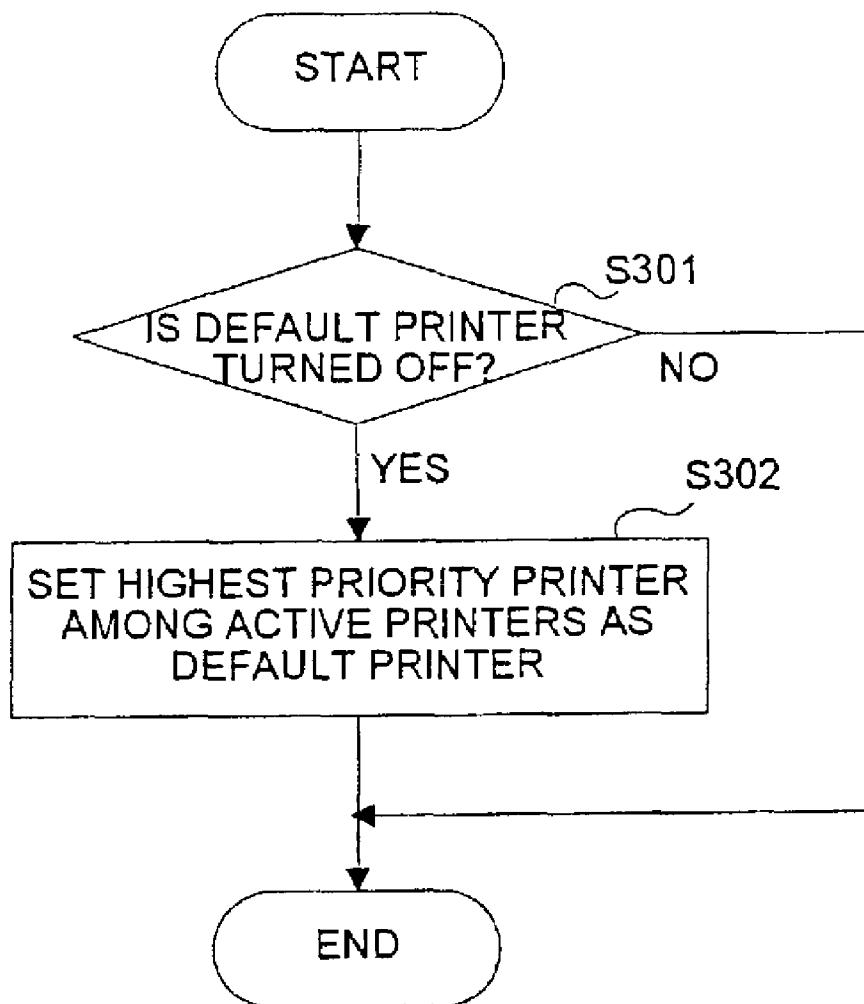 START
S301
IS DEFAULT PRINTER
TURNED OFF?
NO
YES
S302
SET HIGHEST PRIORITY PRINTER
AMONG ACTIVE PRINTERS AS
DEFAULT PRINTER
END